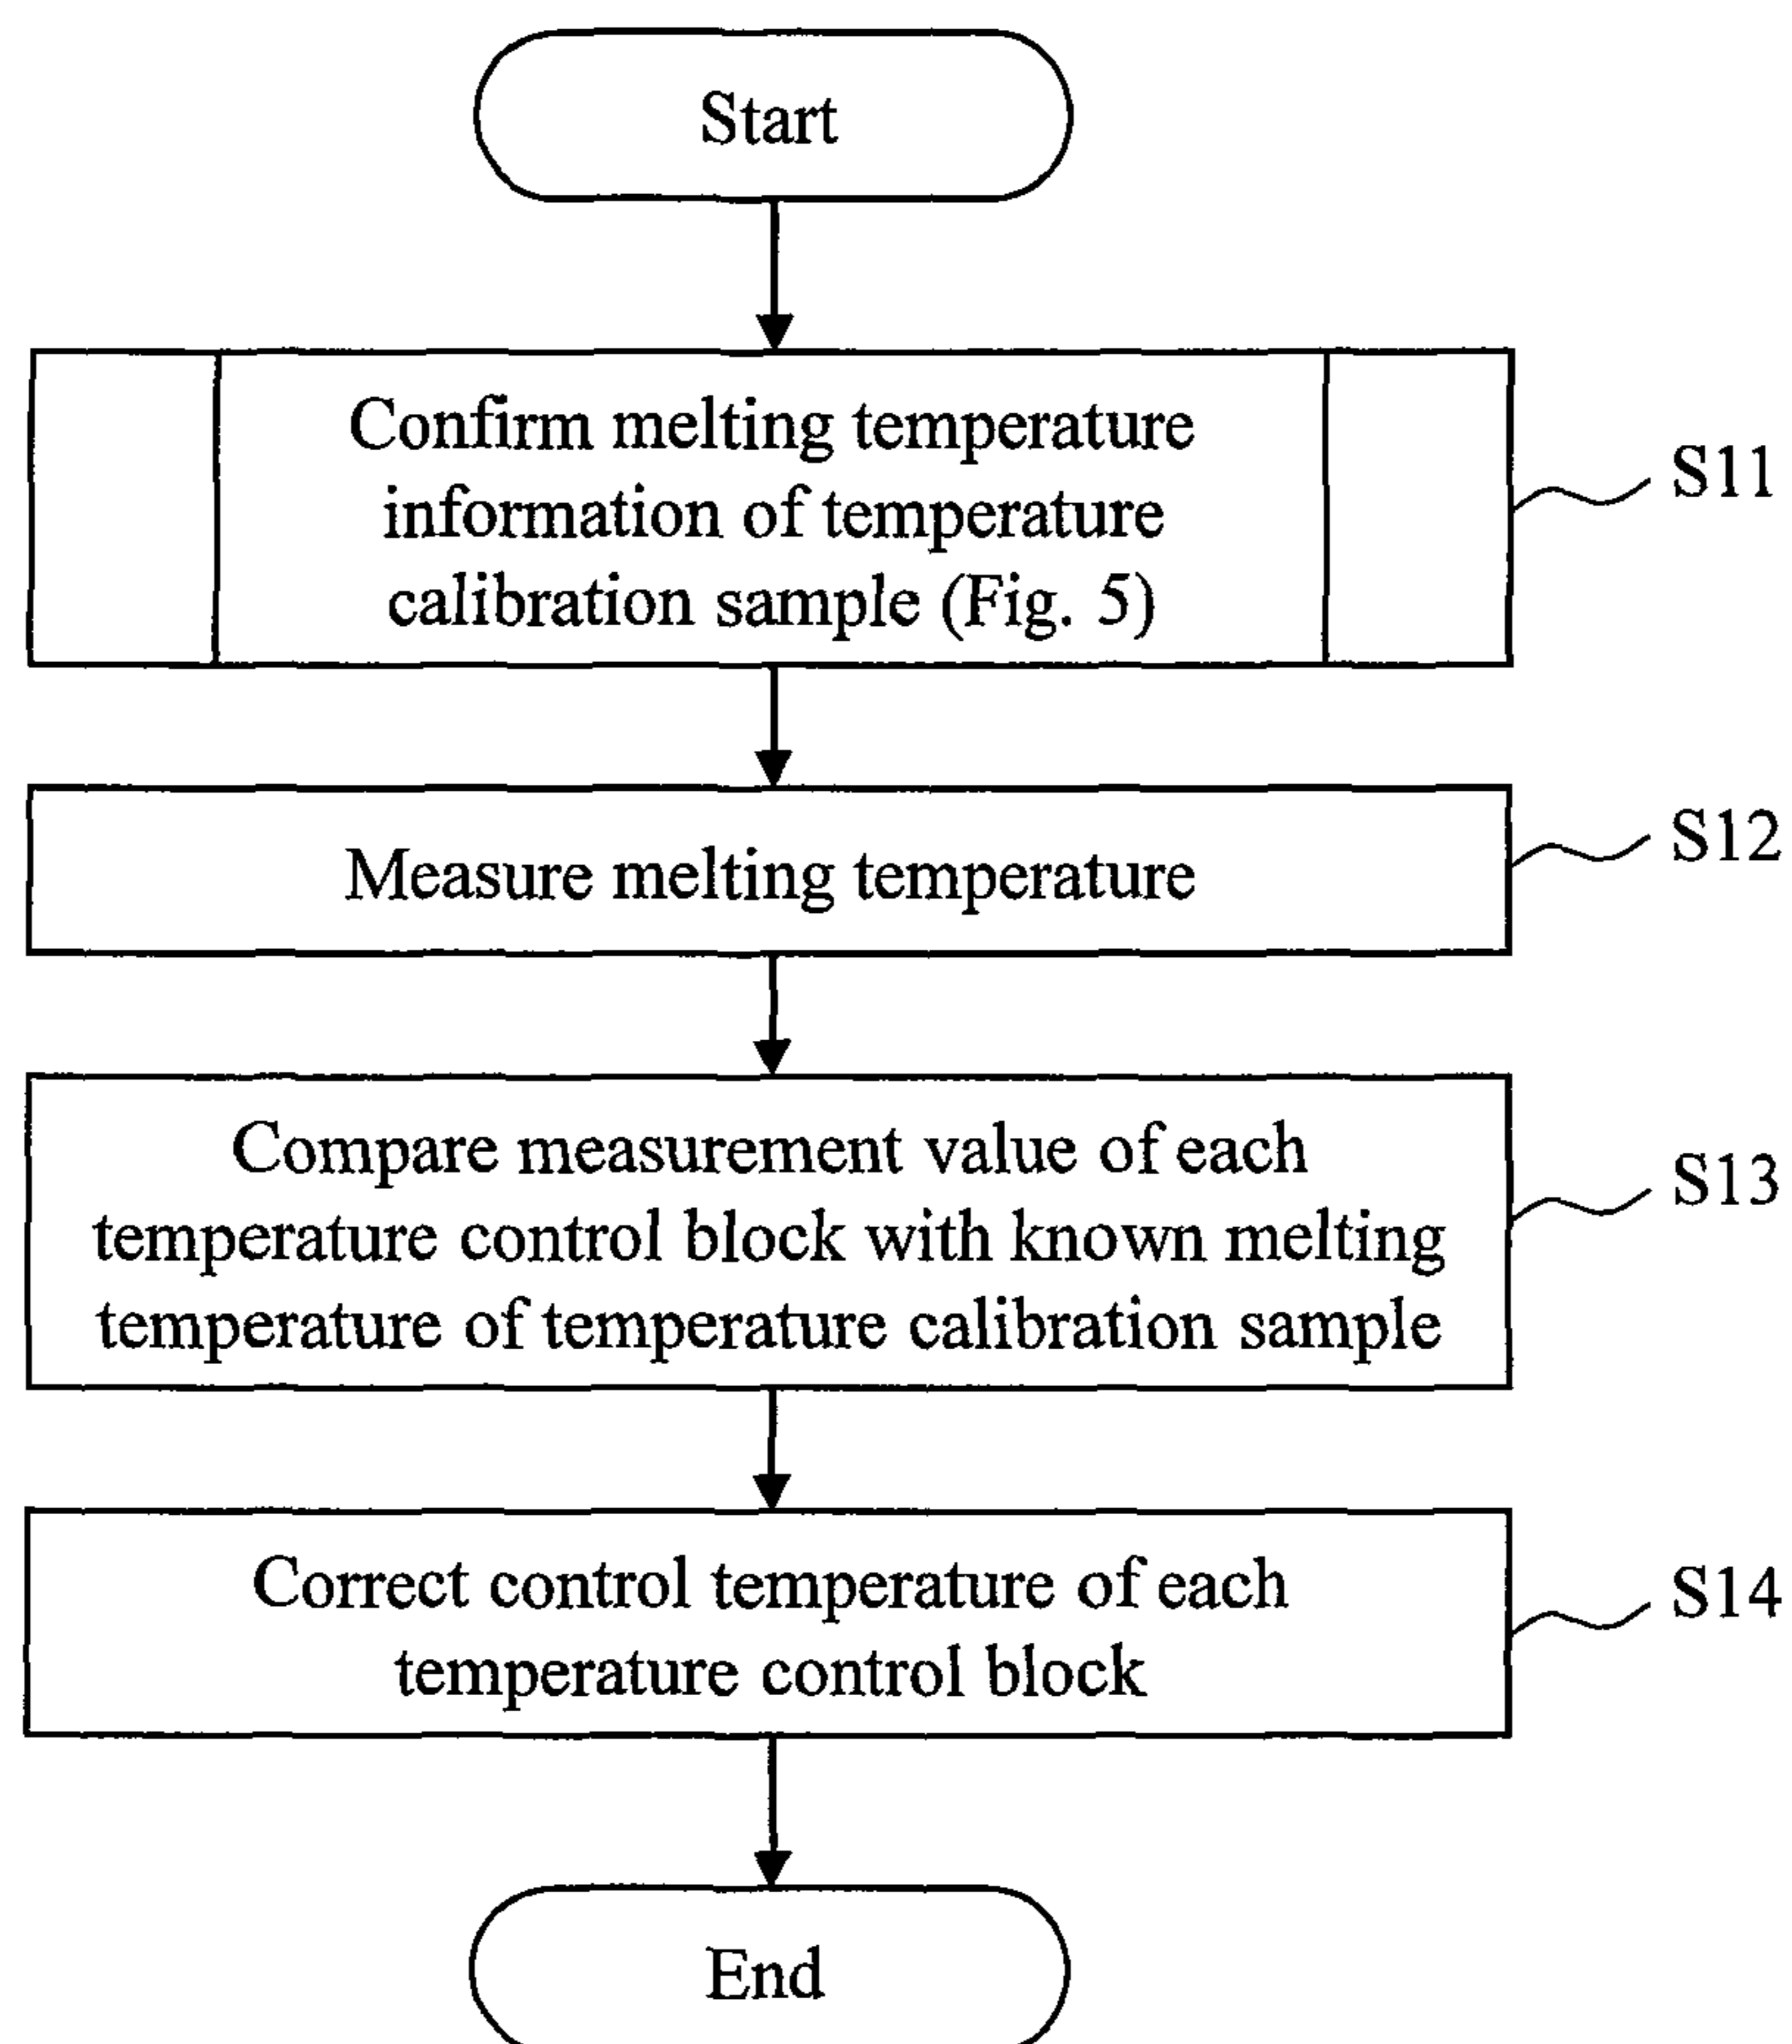 Start
Confirm melting temperature
information of temperature
calibration sample (Fig. 5)
S11
Measure melting temperature
S12
Compare measurement value of each
temperature control block with known melting
temperature of temperature calibration sample
S13
Correct control temperature of each
temperature control block
S14
End